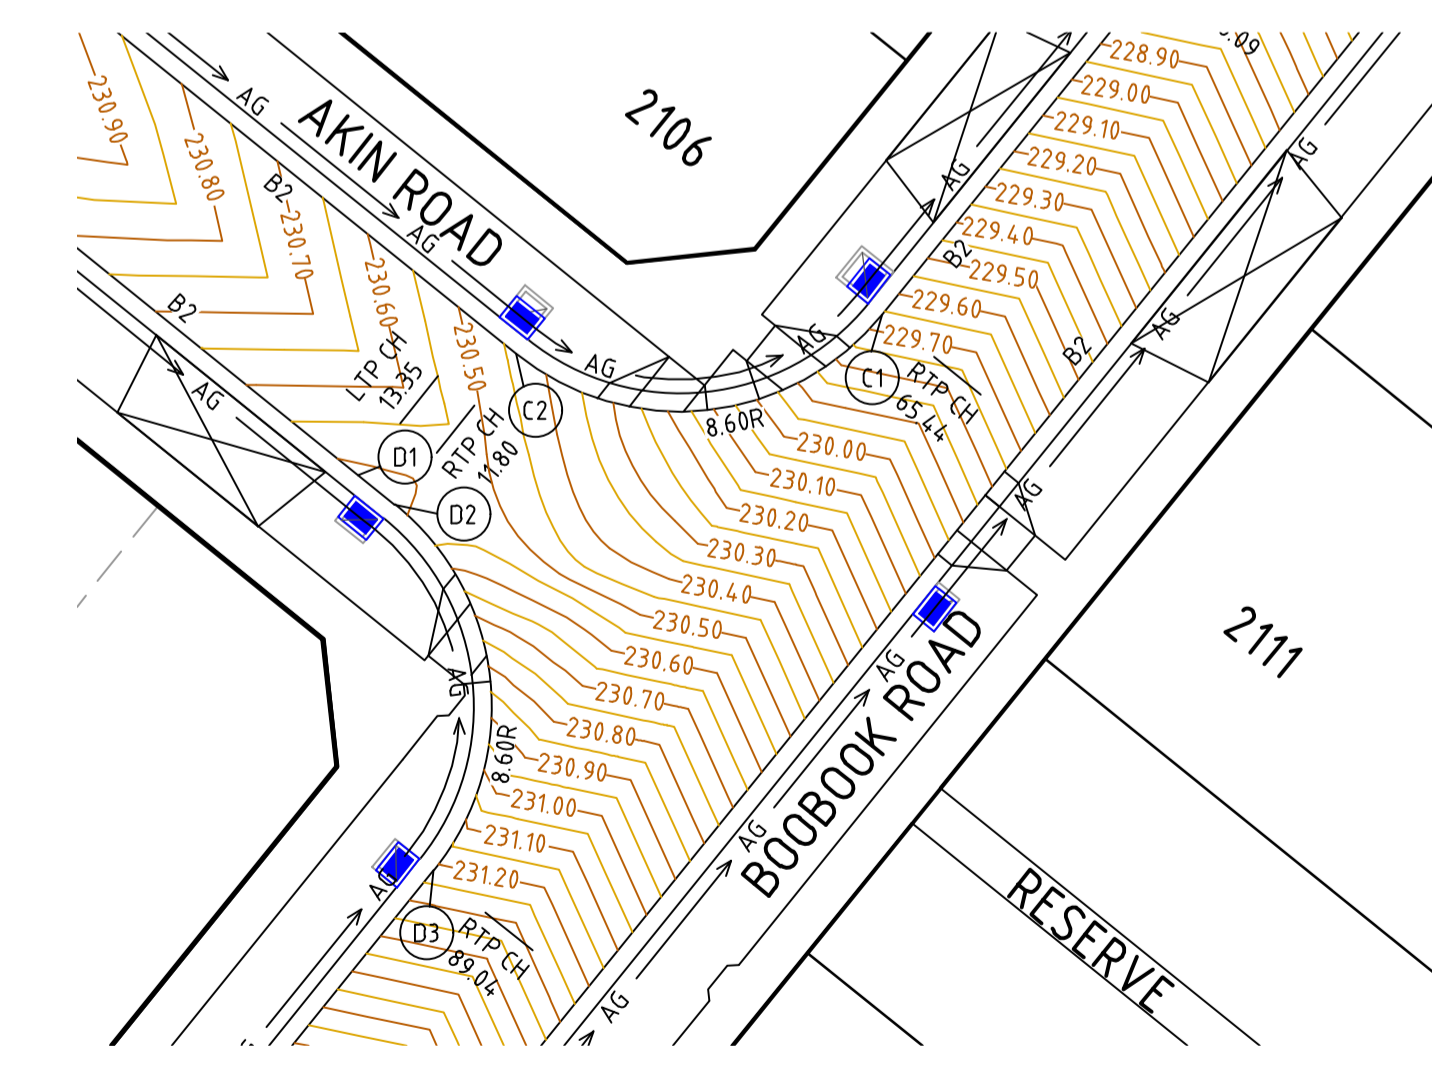 .09
228.90
229.00
229.10
229.20
229.30
229.40
229.50
229.60
229.70
230.90
230.80
230.70
230.60
230.50
AG
AKIN ROAD
AG
AG
AG
2106
AG
AG
AG
AG
AG
B2
B2
B2
B2
LTP CH
13.35
RTP CH
11.80
C2
D1
D2
8.60R
C1
RTP CH
65.44
230.00
230.10
230.20
230.30
230.40
230.50
230.60
230.70
230.80
230.90
231.00
231.10
231.20
AG
AG
8.60R
AG
D3
RTP CH
89.04
AG
AG
AG
BOOBOOK ROAD
2111
RESERVE